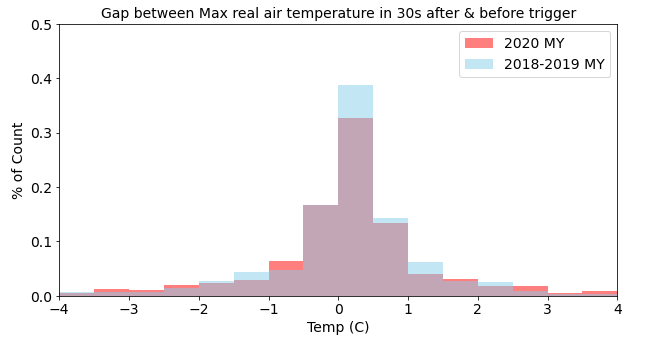 Gap between Max real air temperature in 30s after & before trigger
2020 MY
2018-2019 MY
% of Count
0.5
0.4
0.3
0.2
0.1
0.0
−4 −3 −2 −1 0 1 2 3 4
Temp (C)